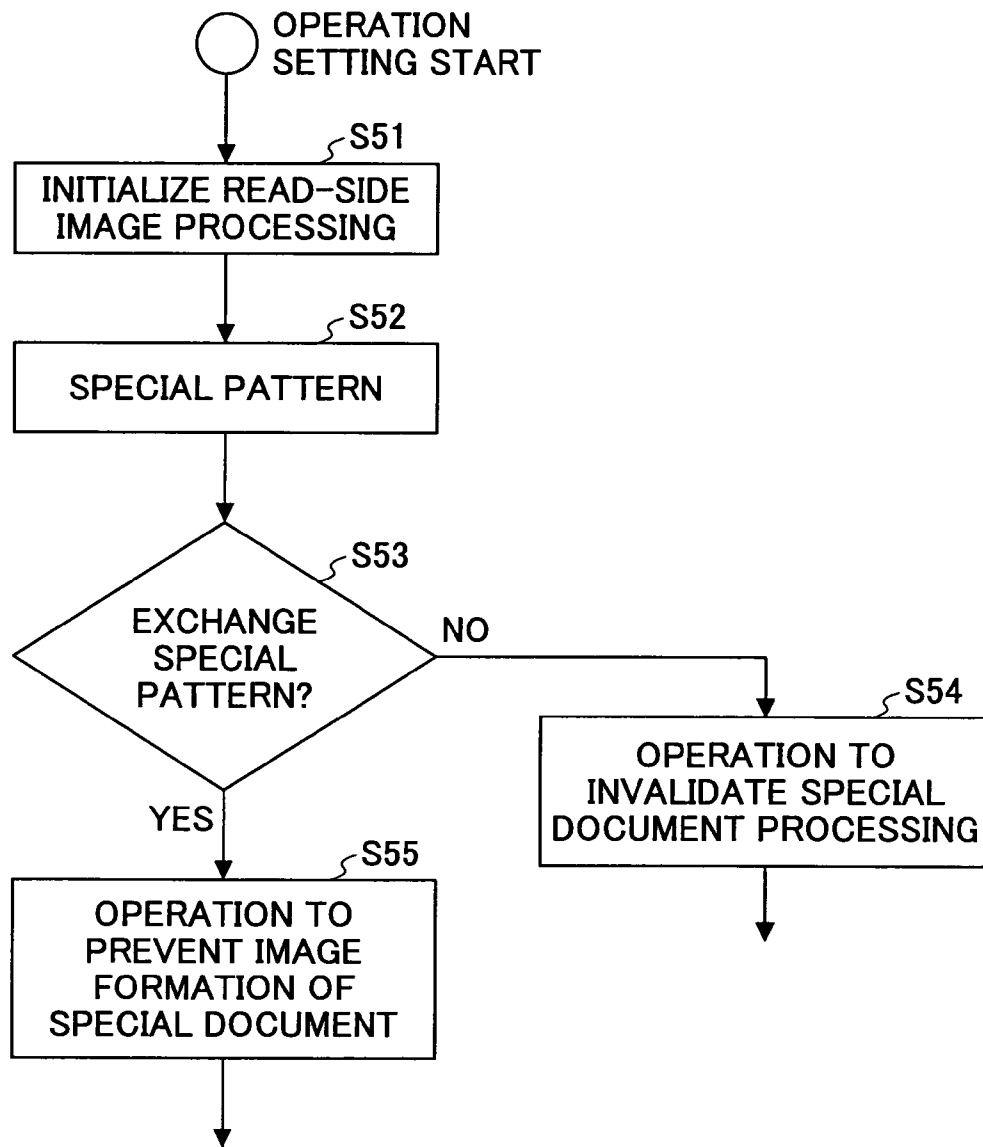 OPERATION
SETTING START
S51
INITIALIZE READ-SIDE
IMAGE PROCESSING
S52
SPECIAL PATTERN
S53
EXCHANGE
SPECIAL
PATTERN?
NO
S54
OPERATION TO
INVALIDATE SPECIAL
DOCUMENT PROCESSING
YES
S55
OPERATION TO
PREVENT IMAGE
FORMATION OF
SPECIAL DOCUMENT